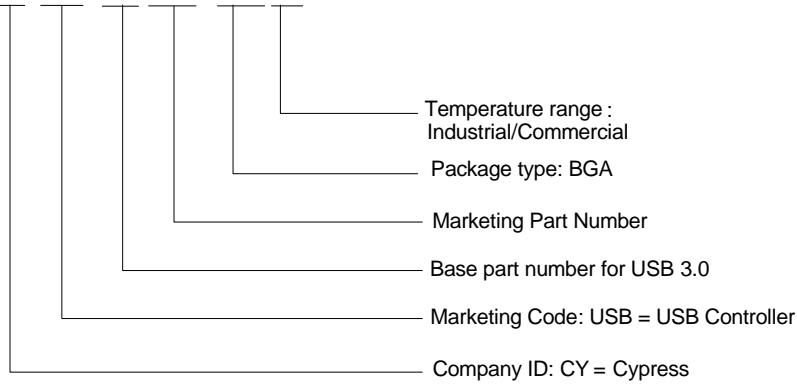 Temperature range :
Industrial/Commercial
Package type: BGA
Marketing Part Number
Base part number for USB 3.0
Marketing Code: USB = USB Controller
Company ID: CY = Cypress